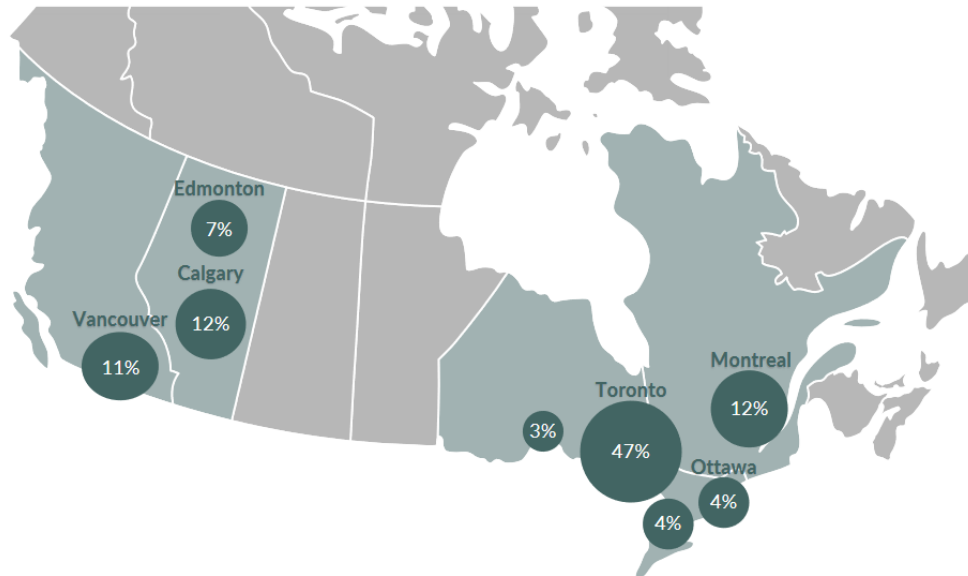 Edmonton
7%
Calgary
12%
Vancouver
11%
Montreal
12%
Toronto
47%
3%
Ottawa
4%
4%